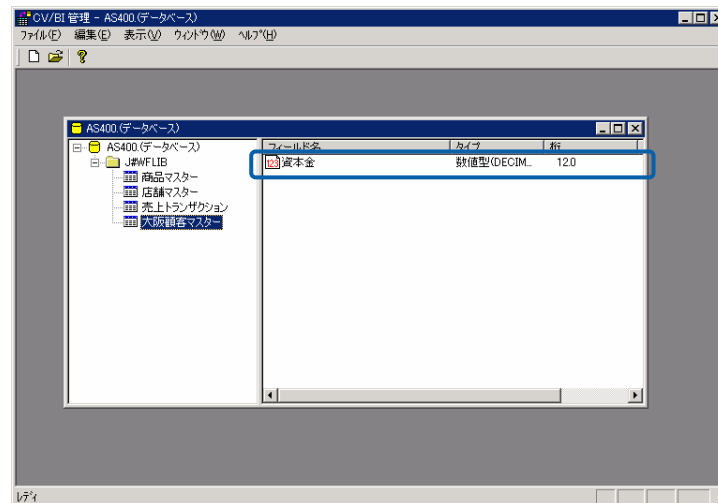 CV/BI 管理 - AS400.(データベース)
ファイル(F) 編集(E) 表示(V) ウィンドウ(W) ヘルプ(H)
AS400.(データベース)
AS400.(データベース) フィールド名 タイプ 桁
J#WFLIB 123 資本金 数値型(DECIM... 12.0
商品マスター
店舗マスター
売上トランザクション
大阪顧客マスター
レディ